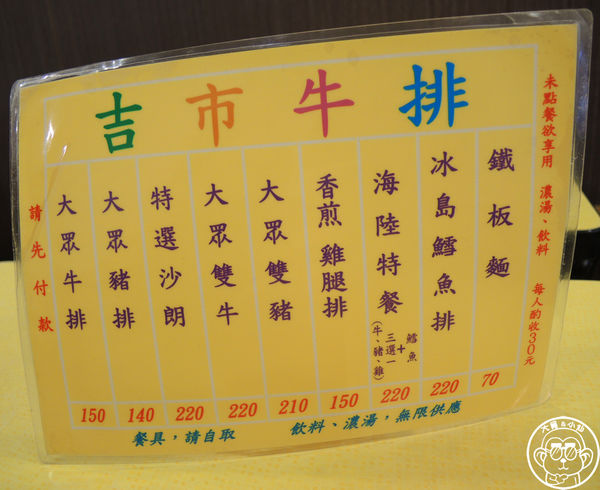 吉市牛排
未點餐欲享用 濃湯、飲料 每人酌收30元
鐵板麵
70
冰島鱈魚排
220
海陸特餐
鱈魚
+
三選一
(牛、豬、雞)
220
香煎雞腿排
150
大眾雙豬
210
大眾雙牛
220
特選沙朗
220
大眾豬排
140
大眾牛排
150
請先付款
餐具，請自取
飲料、濃湯，無限供應